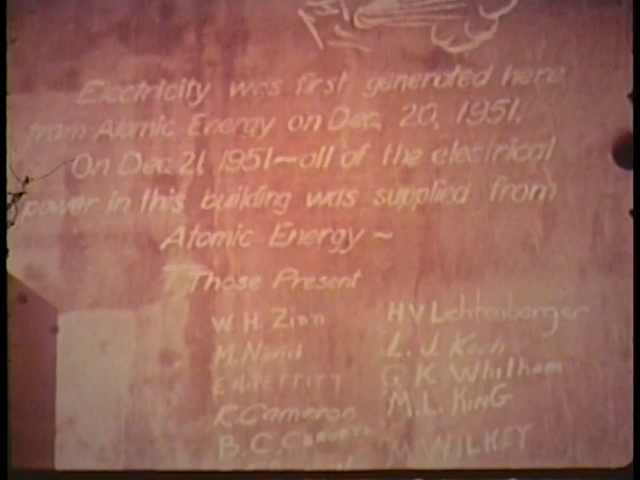 Electricity was first generated here
from Atomic Energy on Dec. 20, 1951.
On Dec 21 1951~all of the electrical
power in this building was supplied from
Atomic Energy ~
Those Present
W. H. Zinn
M. Novick
E.N. PETTITT
R. Cameron
B. C.
H V Lichtenberger
L. J. Koch
G K Whitham
M. L. KING
M WILKEY